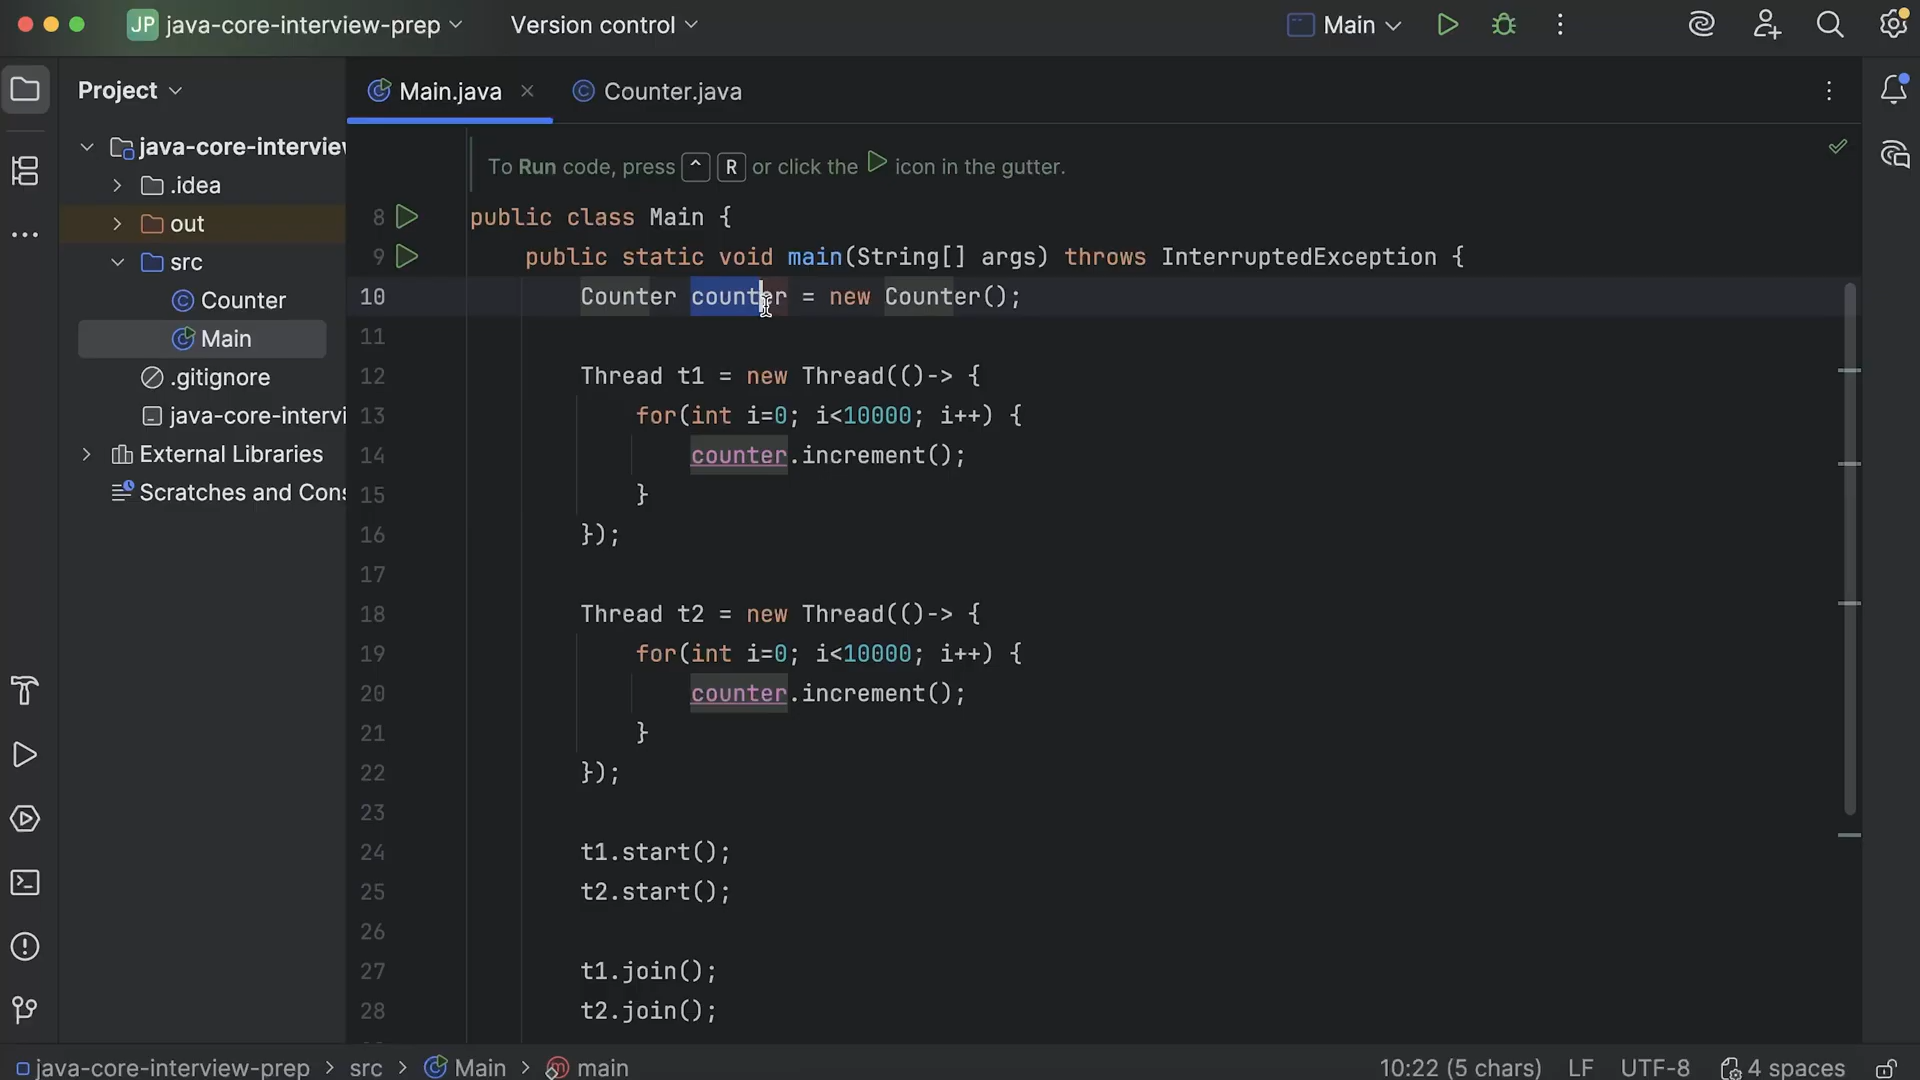 JP java-core-interview-prep
Version control
Main
Project
Main.java
Counter.java
java-core-interview
.idea
out
src
Counter
Main
.gitignore
java-core-intervi
External Libraries
Scratches and Cons
To Run code, press ^ R or click the icon in the gutter.
8 public class Main {
9 public static void main(String[] args) throws InterruptedException {
10 Counter counter = new Counter();
11
12 Thread t1 = new Thread(()-> {
13 for(int i=0; i<10000; i++) {
14 counter.increment();
15 }
16 });
17
18 Thread t2 = new Thread(()-> {
19 for(int i=0; i<10000; i++) {
20 counter.increment();
21 }
22 });
23
24 t1.start();
25 t2.start();
26
27 t1.join();
28 t2.join();
java-core-interview-prep > src > Main > main
10:22 (5 chars) LF UTF-8 4 spaces